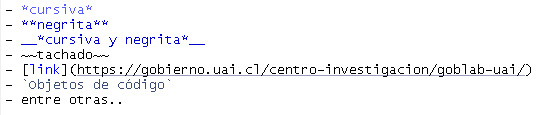 - *cursiva*
- **negrita**
- __*cursiva y negrita*__
- ~~tachado~~
- [link](https://gobierno.uai.cl/centro-investigacion/goblab-uai/)
- `objetos de código`
- entre otras..